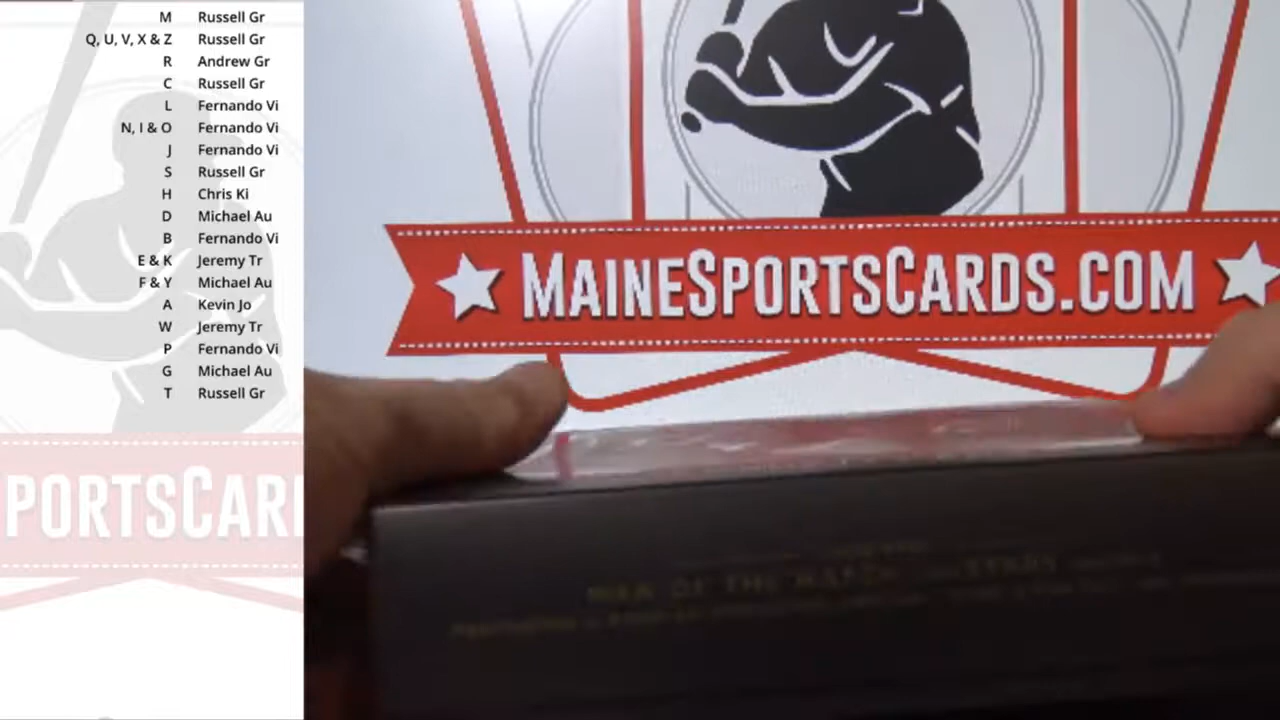 M Russell Gr
Q, U, V, X & Z Russell Gr
R Andrew Gr
C Russell Gr
L Fernando Vi
N, I & O Fernando Vi
J Fernando Vi
S Russell Gr
H Chris Ki
D Michael Au
B Fernando Vi
E & K Jeremy Tr
F & Y Michael Au
A Kevin Jo
W Jeremy Tr
P Fernando Vi
G Michael Au
T Russell Gr
PORTSCAR
MAINESPORTSCARDS.COM
OF THE